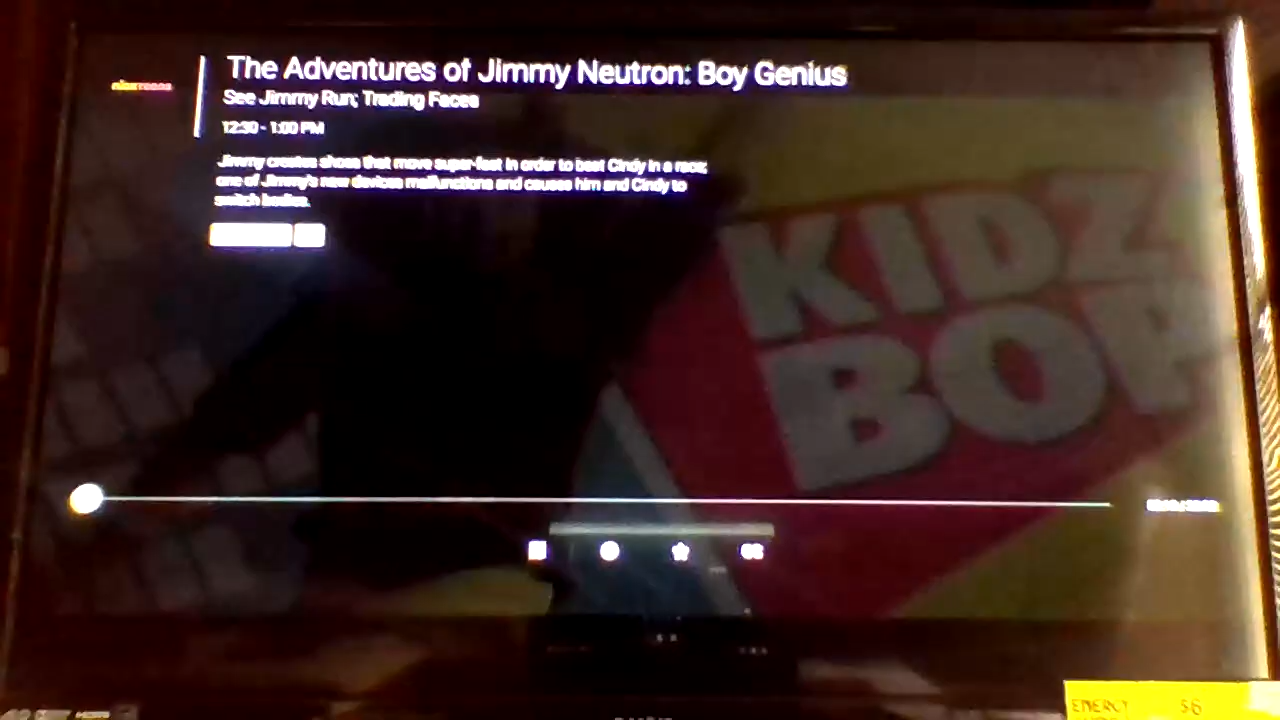 The Adventures of Jimmy Neutron: Boy Genius
See Jimmy Run; Trading Faces
12:30 - 1:00 PM
Jimmy creates shoes that move super-fast in order to beat Cindy in a race;
one of Jimmy's new devices malfunctions and causes him and Cindy to
switch bodies.
KIDZ
BOP
CC
ENERGY 56